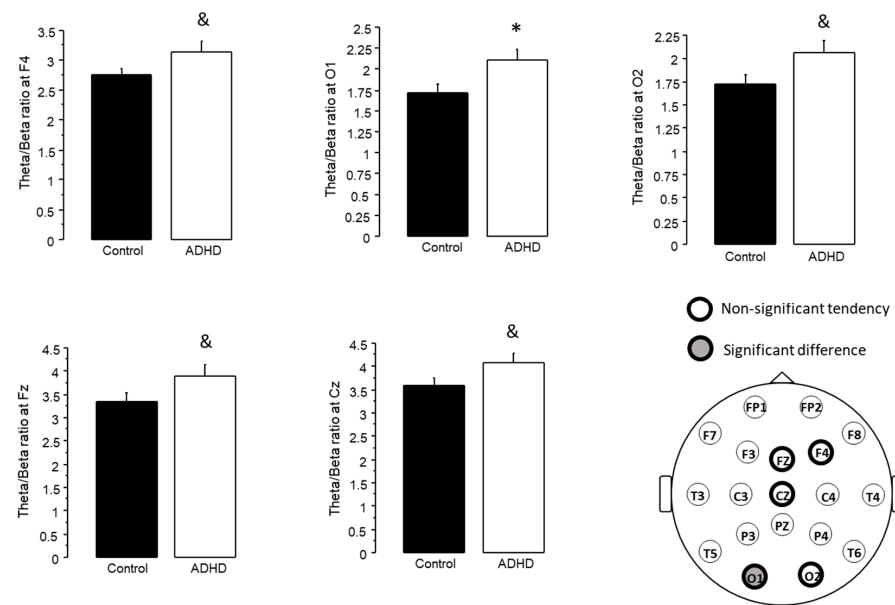 &
Theta/Beta ratio at F4
3.5
3
2.5
2
1.5
1
0.5
0
Control
ADHD
*
Theta/Beta ratio at O1
2.5
2.25
2
1.75
1.5
1.25
1
0.75
0.5
0.25
0
Control
ADHD
&
Theta/Beta ratio at O2
2.25
2
1.75
1.5
1.25
1
0.75
0.5
0.25
0
Control
ADHD
&
Theta/Beta ratio at Fz
4.5
4
3.5
3
2.5
2
1.5
1
0.5
0
Control
ADHD
&
Theta/Beta ratio at Cz
4.5
4
3.5
3
2.5
2
1.5
1
0.5
0
Control
ADHD
Non-significant tendency
Significant difference
FP1 FP2
F7 F3 FZ F4 F8
T3 C3 CZ C4 T4
T5 P3 PZ P4 T6
O1 O2